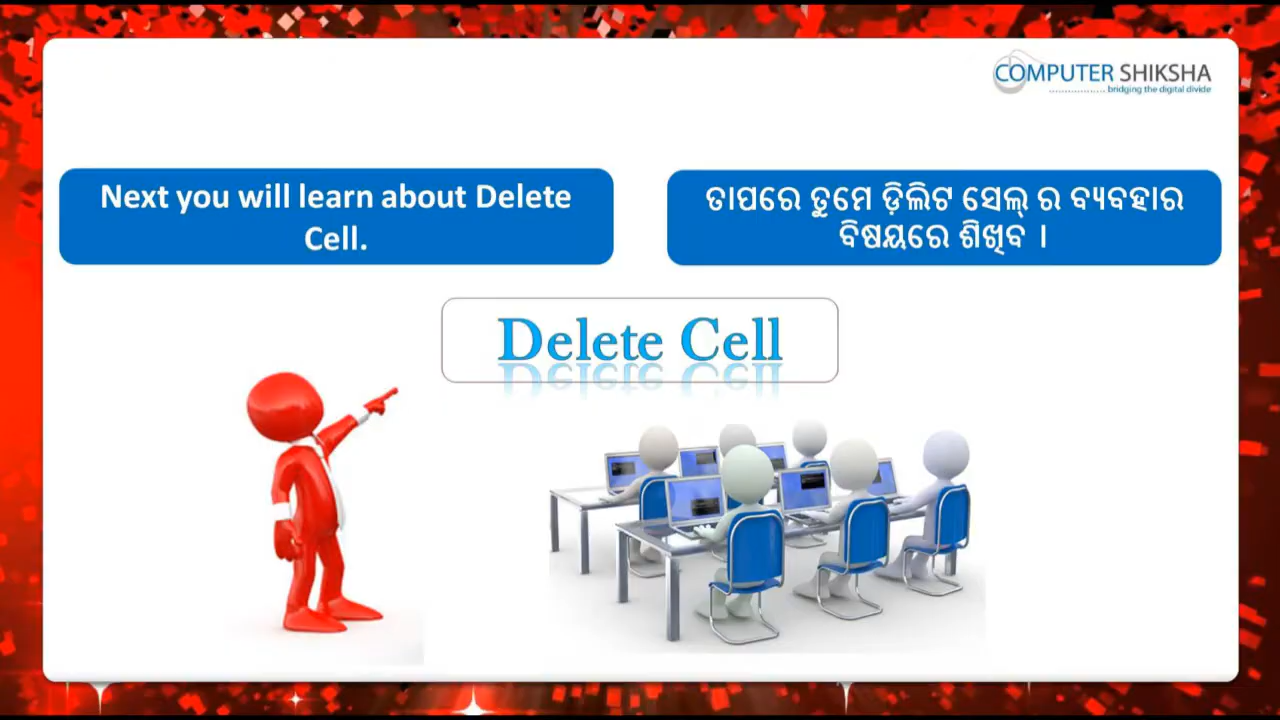 COMPUTER SHIKSHA
bridging the digital divide
Next you will learn about Delete
Cell.
ତାପରେ ତୁମେ ଡ଼ିଲିଟ ସେଲ୍ ର ବ୍ୟବହାର
ବିଷୟରେ ଶିଖିବ ।
Delete Cell